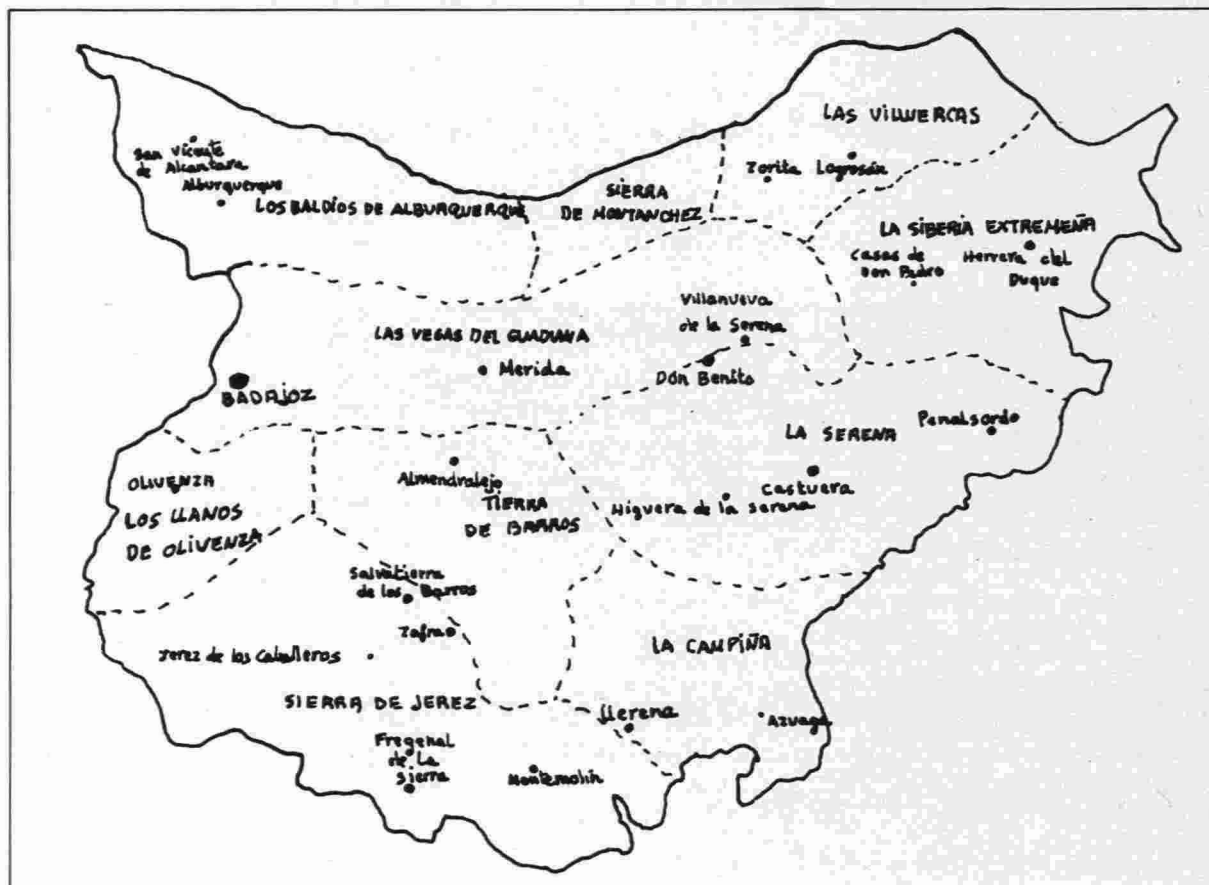 LAS VILLUERCAS
San Vicente
de Alcantara
Alburquerque
LOS BALDÍOS DE ALBURQUERQUE
SIERRA
DE MONTANCHEZ
Zorita
Logrosán
LA SIBERIA EXTREMEÑA
Casas de
Don Pedro
Herrera del
Duque
Villanueva
de la Serena
LAS VEGAS DEL GUADIANA
Merida
Don Benito
BADAJOZ
LA SERENA
Penalsordo
OLIVENZA
LOS LLANOS
DE OLIVENZA
Almendralejo
TIERRA
DE BARROS
Castuera
Higuera de la Serena
Salvatierra
de los Barros
Zafra
Jerez de los Caballeros
LA CAMPIÑA
SIERRA DE JEREZ
Llerena
Azuaga
Fregenal
de La
Sierra
Montemolín